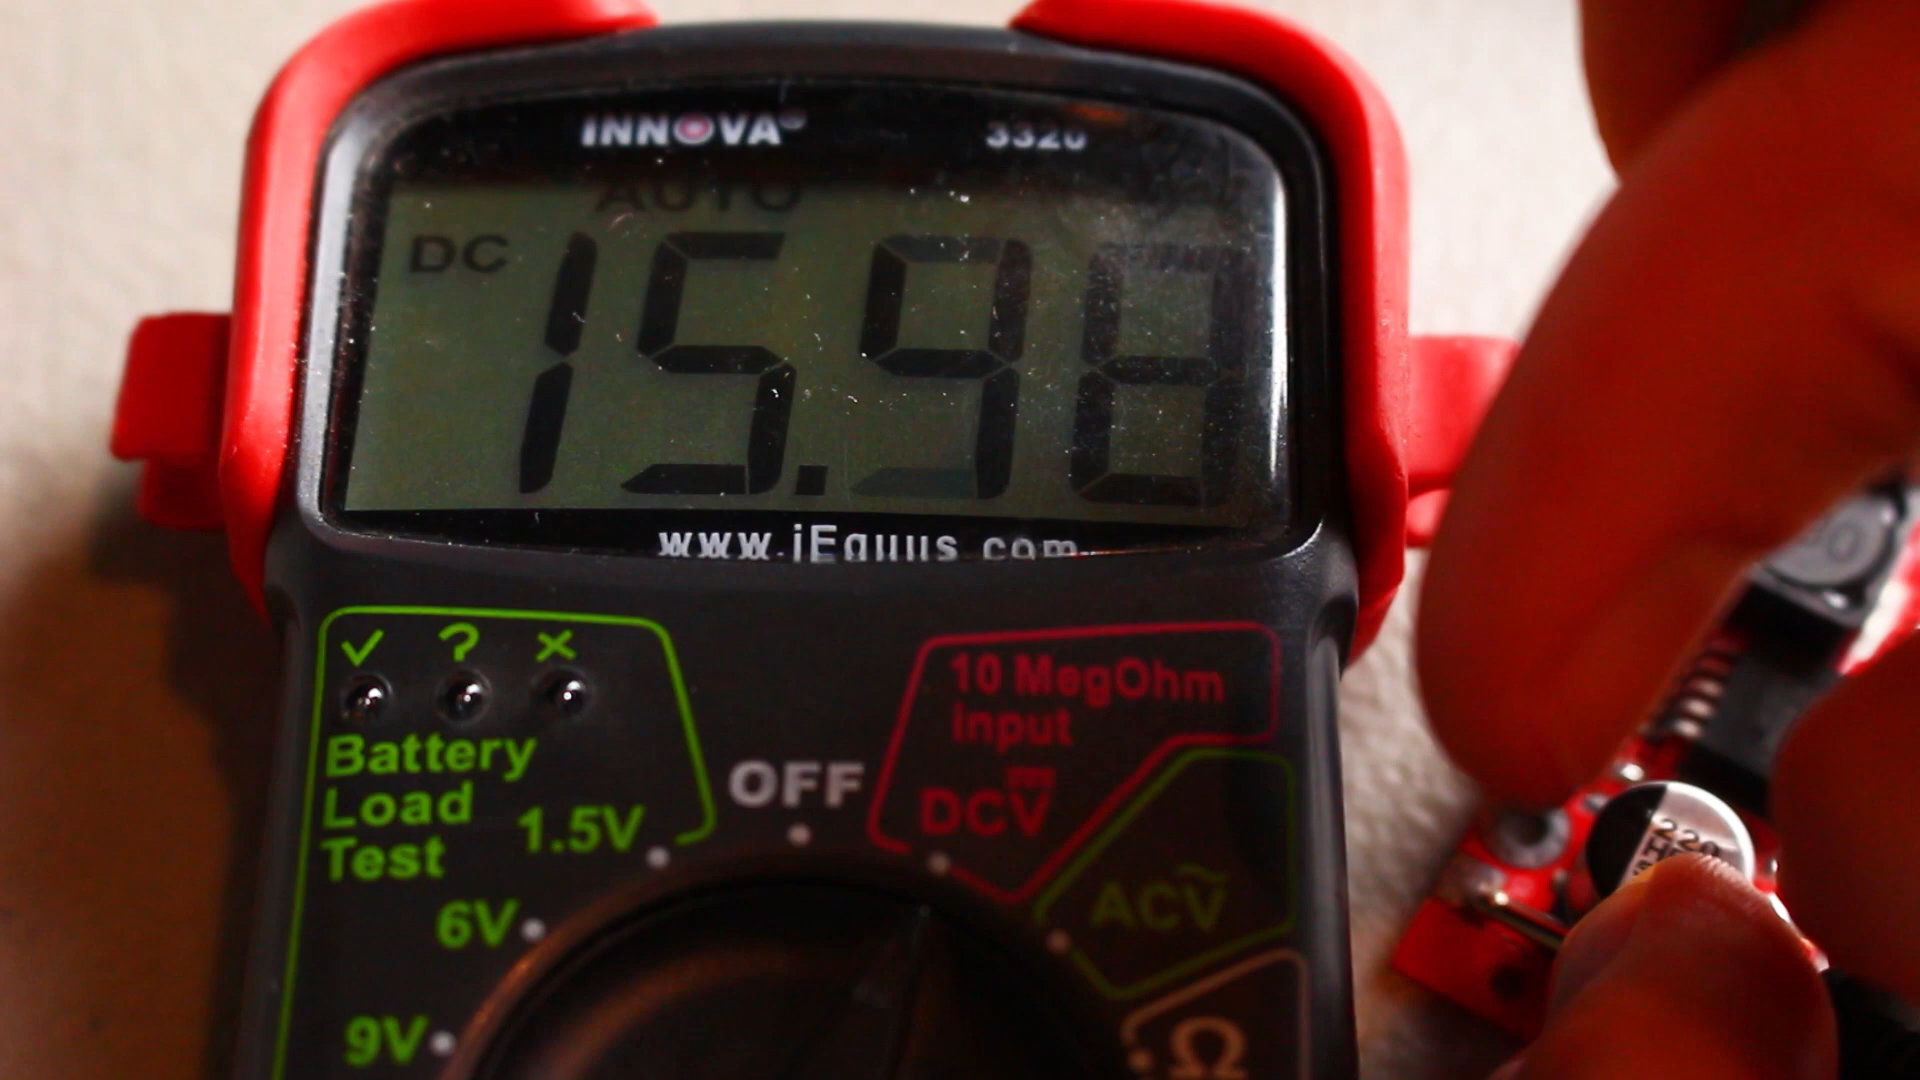 INNOVA® 3320
AUTO
DC 15.98
www.iEquus.com
✓ ? ×
Battery
Load
Test
1.5V
6V
9V
OFF
10 MegOhm
input
DCV
ACV
Ω
220